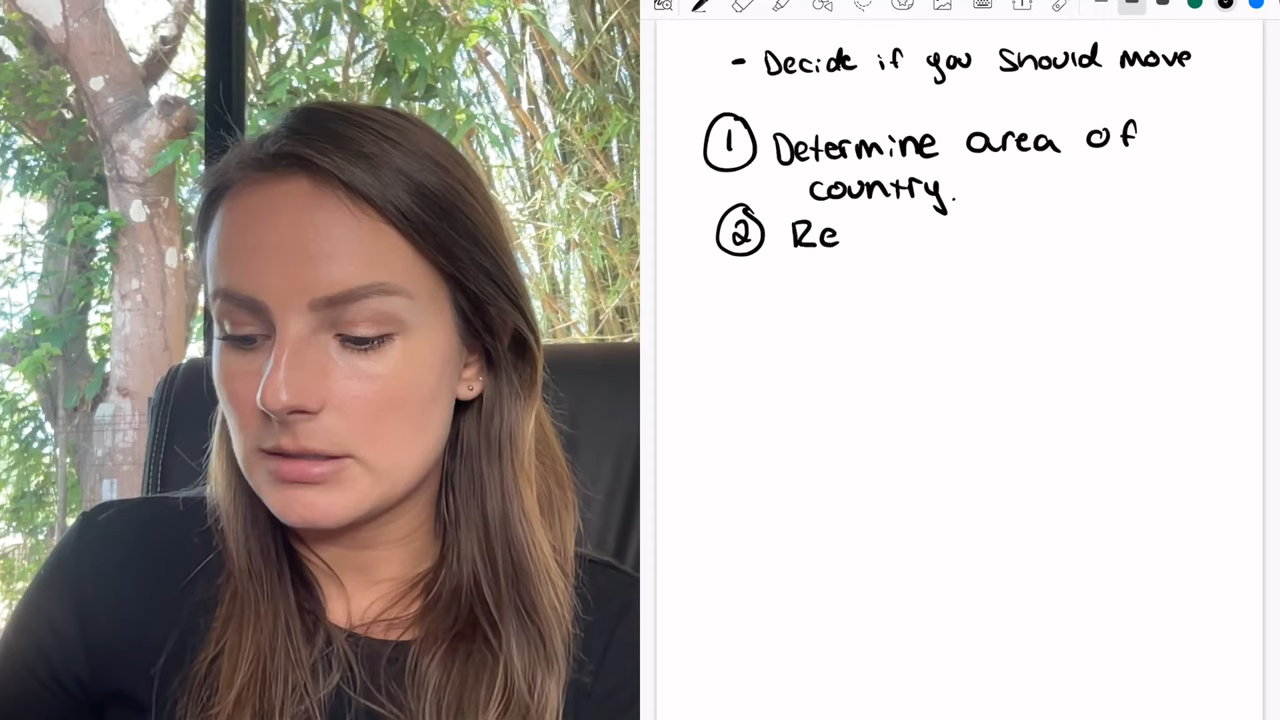 - Decide if you should move
① Determine area of
country.
② Re